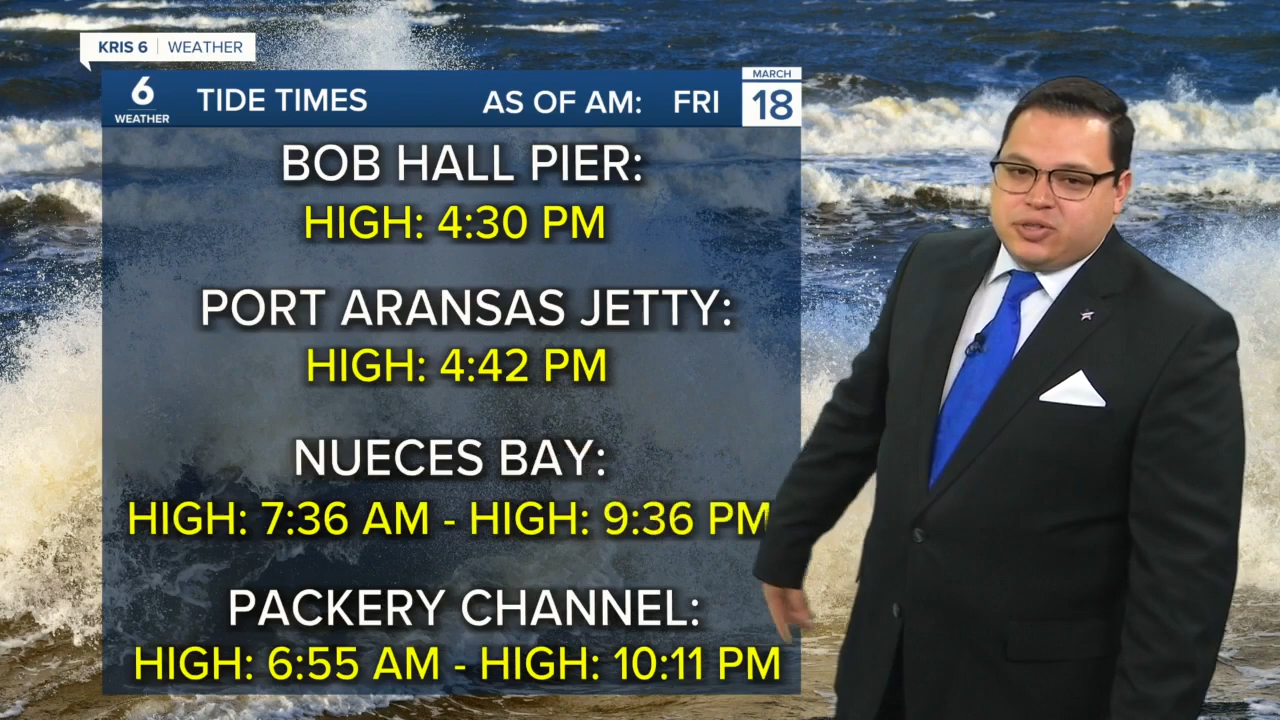 KRIS 6 | WEATHER
6
WEATHER
TIDE TIMES
AS OF AM: FRI
MARCH
18
BOB HALL PIER:
HIGH: 4:30 PM
PORT ARANSAS JETTY:
HIGH: 4:42 PM
NUECES BAY:
HIGH: 7:36 AM - HIGH: 9:36 PM
PACKERY CHANNEL:
HIGH: 6:55 AM - HIGH: 10:11 PM